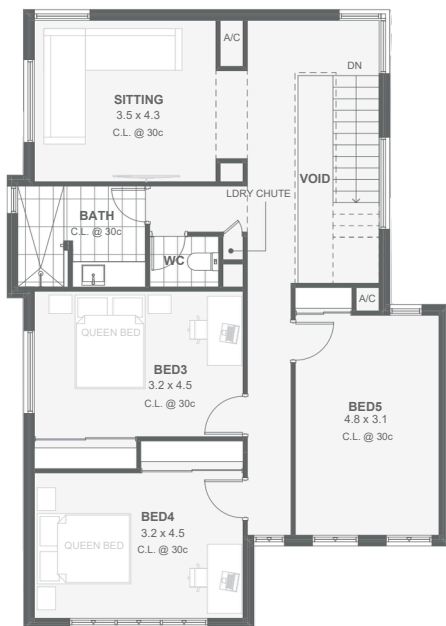 A/C
DN
SITTING
3.5 x 4.3
C.L. @ 30c
VOID
LDRY CHUTE
BATH
C.L. @ 30c
WC
A/C
QUEEN BED
BED3
3.2 x 4.5
C.L. @ 30c
BED5
4.8 x 3.1
C.L. @ 30c
BED4
3.2 x 4.5
C.L. @ 30c
QUEEN BED